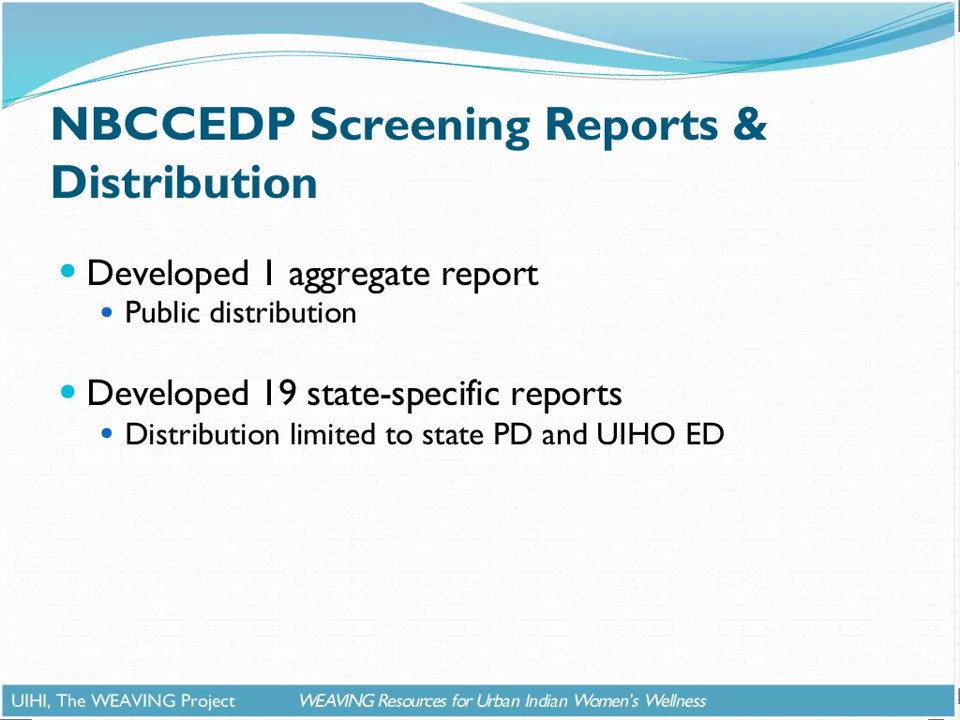 NBCCEDP Screening Reports &
Distribution
Developed 1 aggregate report
Public distribution
Developed 19 state-specific reports
Distribution limited to state PD and UIHO ED
UIHI, The WEAVING Project WEAVING Resources for Urban Indian Women's Wellness